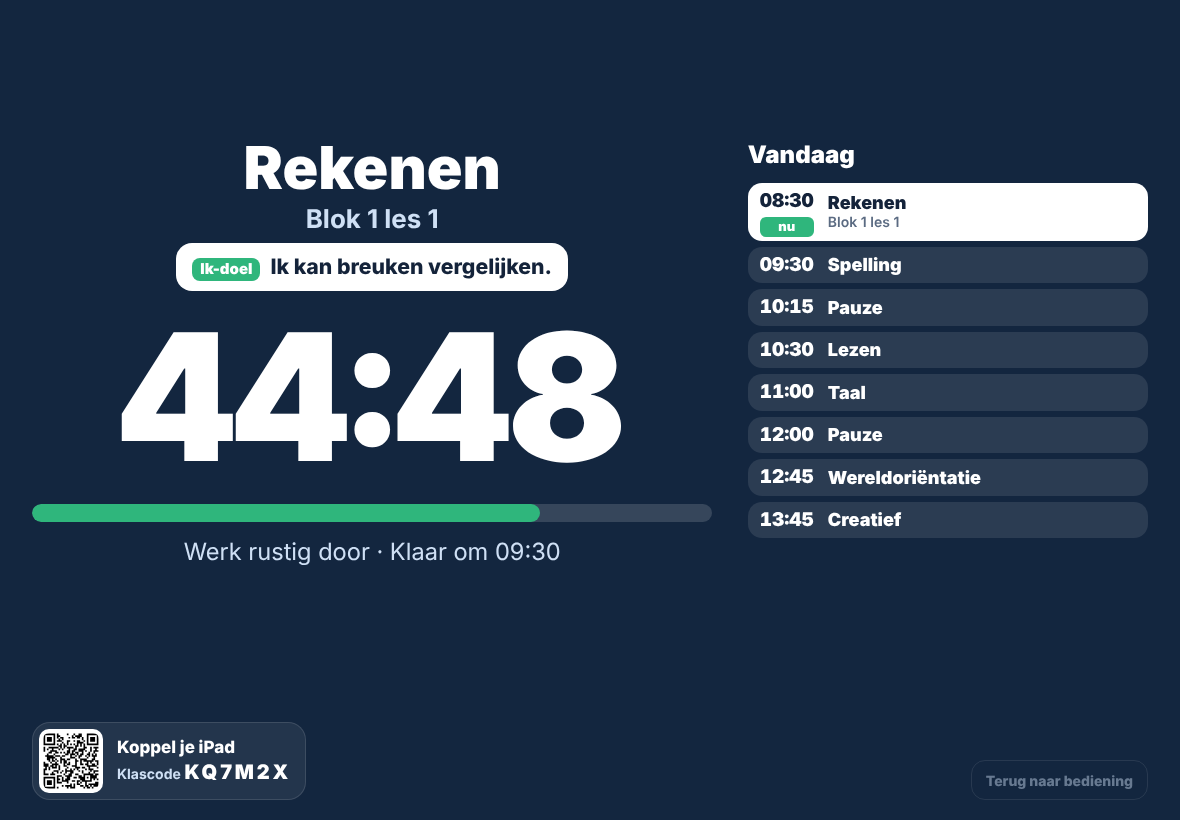 Rekenen
Blok 1 les 1
Ik-doel Ik kan breuken vergelijken.
44:48
Werk rustig door · Klaar om 09:30
Vandaag
08:30 Rekenen
nu Blok 1 les 1
09:30 Spelling
10:15 Pauze
10:30 Lezen
11:00 Taal
12:00 Pauze
12:45 Wereldoriëntatie
13:45 Creatief
Koppel je iPad
Klascode KQ7M2X
Terug naar bediening